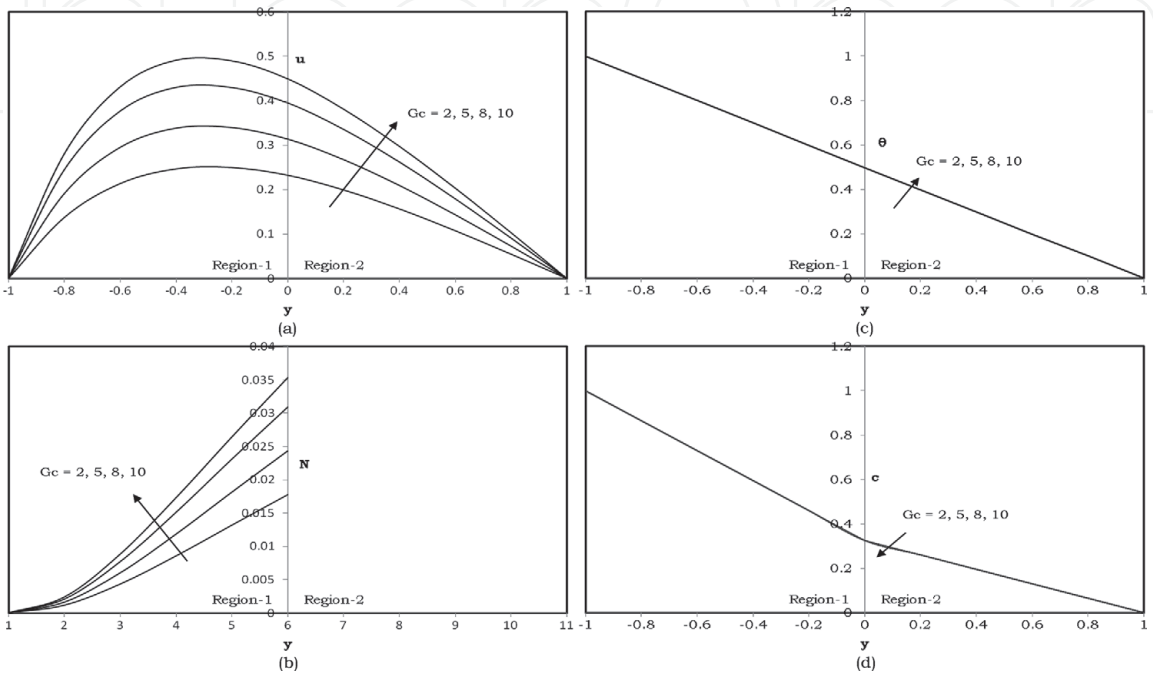 0.6
u
0.5
0.4
0.3
0.2
0.1
0
Gc = 2, 5, 8, 10
Region-1 Region-2
-1 -0.8 -0.6 -0.4 -0.2 0 0.2 0.4 0.6 0.8 1
y
(a)
1.2
1
0.8
0.6
0.4
0.2
0
θ
Gc = 2, 5, 8, 10
Region-1 Region-2
-1 -0.8 -0.6 -0.4 -0.2 0 0.2 0.4 0.6 0.8 1
y
(c)
0.04
0.035
0.03
0.025
0.02
0.015
0.01
0.005
0
N
Gc = 2, 5, 8, 10
Region-1 Region-2
1 2 3 4 5 6 7 8 9 10 11
y
(b)
1.2
1
0.8
0.6
0.4
0.2
0
c
Gc = 2, 5, 8, 10
Region-1 Region-2
-1 -0.8 -0.6 -0.4 -0.2 0 0.2 0.4 0.6 0.8 1
y
(d)